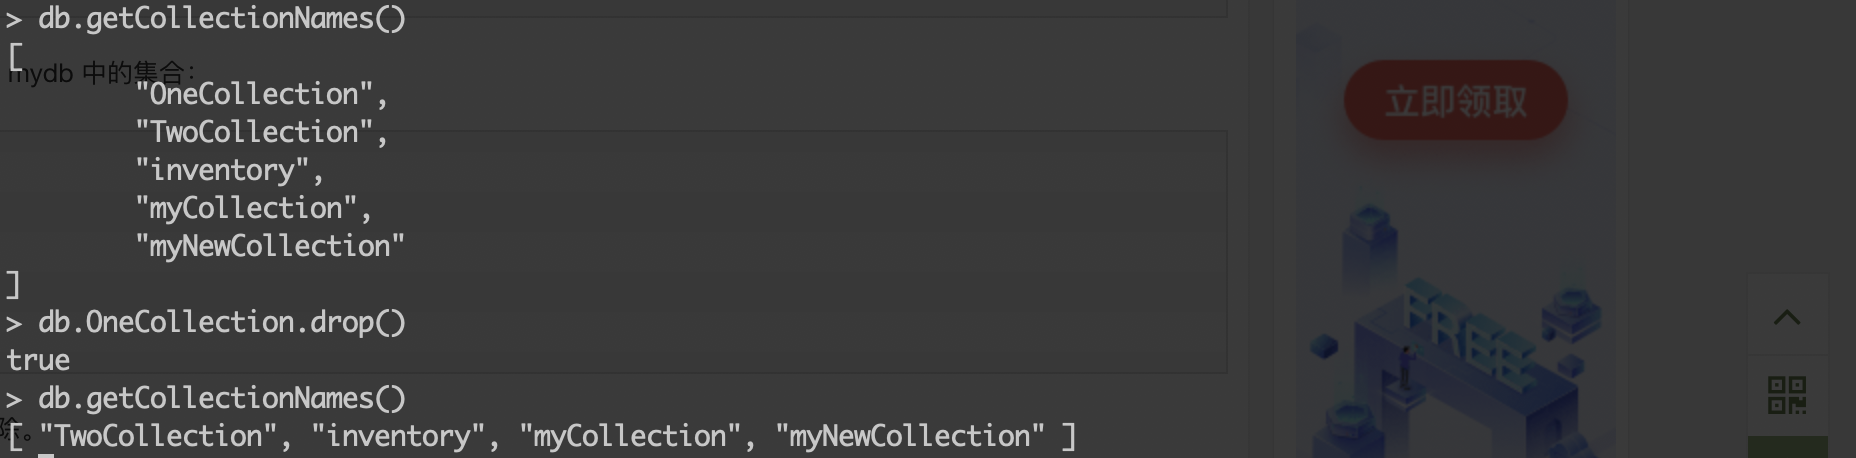 > db.getCollectionNames()
[
mydb 中的集合：
"OneCollection",
"TwoCollection",
"inventory",
"myCollection",
"myNewCollection"
]
> db.OneCollection.drop()
true
> db.getCollectionNames()
[ "TwoCollection", "inventory", "myCollection", "myNewCollection" ]
除。
立即领取
FREE